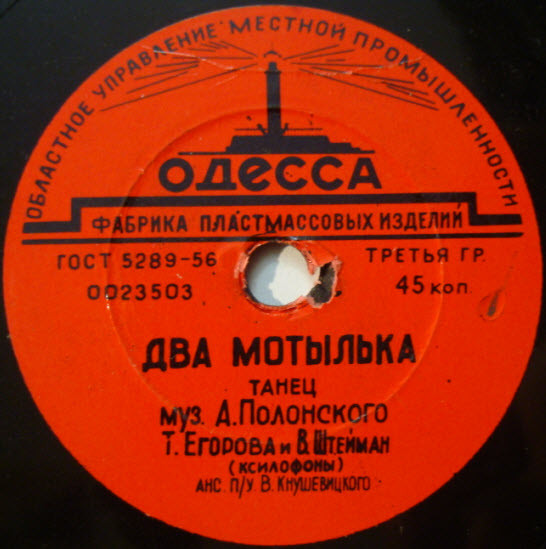 ОБЛАСТНОЕ УПРАВЛЕНИЕ МЕСТНОЙ ПРОМЫШЛЕННОСТИ
ОДЕССА
ФАБРИКА ПЛАСТМАССОВЫХ ИЗДЕЛИЙ
ГОСТ 5289-56 ТРЕТЬЯ ГР.
0023503 45 коп.
ДВА МОТЫЛЬКА
ТАНЕЦ
муз. А.Полонского
Т. Егорова и В. Штейман
(ксилофоны)
анс. п/у В. Кнушевицкого